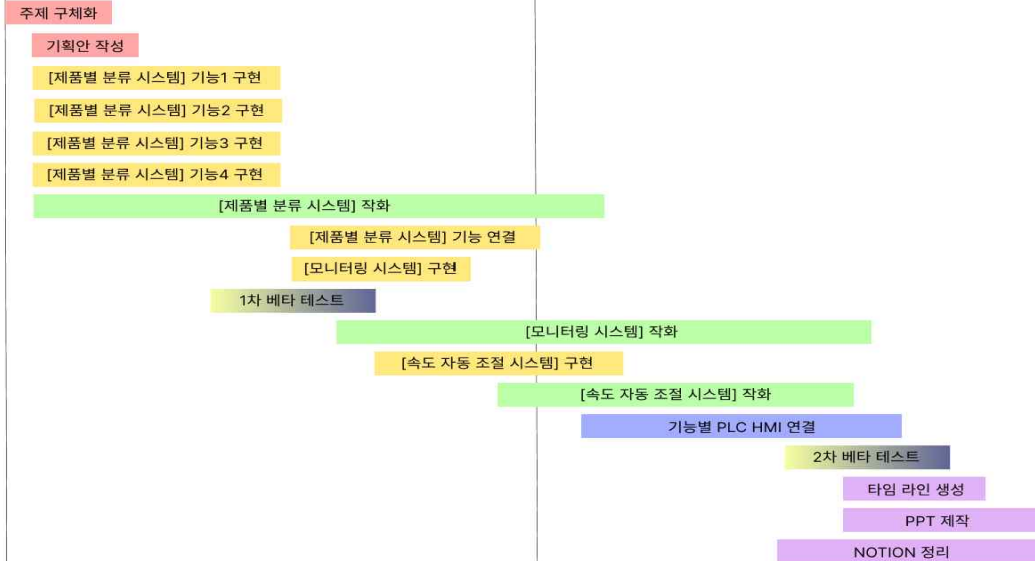 주제 구체화
기획안 작성
[제품별 분류 시스템] 기능1 구현
[제품별 분류 시스템] 기능2 구현
[제품별 분류 시스템] 기능3 구현
[제품별 분류 시스템] 기능4 구현
[제품별 분류 시스템] 작화
[제품별 분류 시스템] 기능 연결
[모니터링 시스템] 구현
1차 베타 테스트
[모니터링 시스템] 작화
[속도 자동 조절 시스템] 구현
[속도 자동 조절 시스템] 작화
기능별 PLC HMI 연결
2차 베타 테스트
타임 라인 생성
PPT 제작
NOTION 정리